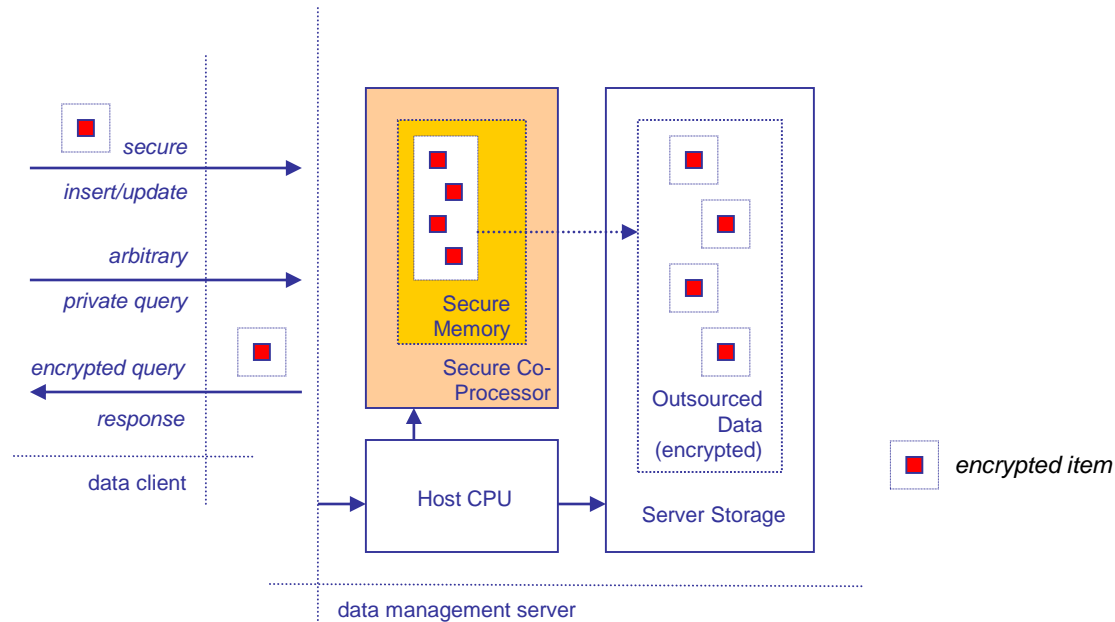 secure
insert/update
arbitrary
private query
encrypted query
response
data client
Secure
Memory
Secure Co-
Processor
Host CPU
Outsourced
Data
(encrypted)
Server Storage
encrypted item
data management server